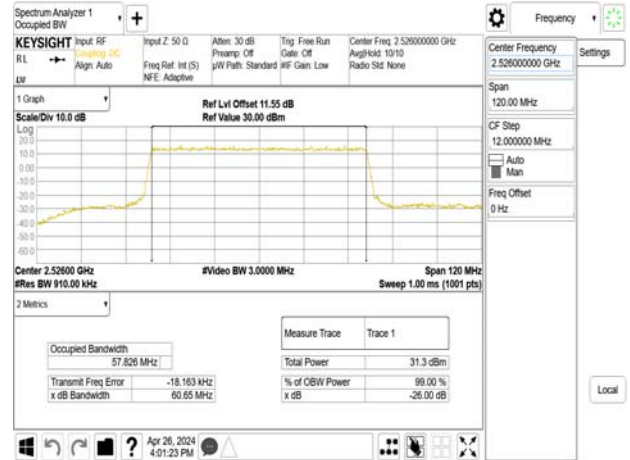 Spectrum Analyzer 1
Occupied BW
+
Frequency
KEYSIGHT
RL
LXI
Input: RF
Coupling: DC
Align: Auto
Input Z: 50 Ω
Freq Ref: Int (S)
NFE: Adaptive
Atten: 30 dB
Preamp: Off
µW Path: Standard
Trig: Free Run
Gate: Off
#IF Gain: Low
Center Freq: 2.526000000 GHz
Avg|Hold: 10/10
Radio Std: None
1 Graph
Scale/Div 10.0 dB
Ref Lvl Offset 11.55 dB
Ref Value 30.00 dBm
Log
20.0
10.0
0.00
-10.0
-20.0
-30.0
-40.0
-50.0
-60.0
Center 2.52600 GHz
#Video BW 3.0000 MHz
Span 120 MHz
#Res BW 910.00 kHz
Sweep 1.00 ms (1001 pts)
2 Metrics
Measure Trace Trace 1
Occupied Bandwidth
57.826 MHz
Total Power 31.3 dBm
Transmit Freq Error -18.163 kHz
% of OBW Power 99.00 %
x dB Bandwidth 60.65 MHz
x dB -26.00 dB
?
Apr 26, 2024
4:01:23 PM
Center Frequency
2.526000000 GHz
Settings
Span
120.00 MHz
CF Step
12.000000 MHz
Auto
Man
Freq Offset
0 Hz
Local